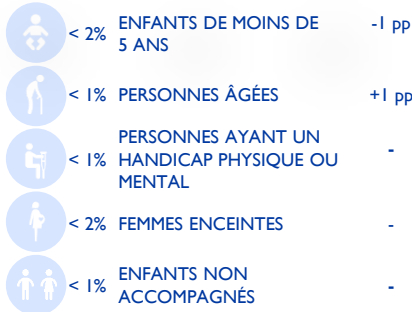 < 2% ENFANTS DE MOINS DE 5 ANS -1 pp
< 1% PERSONNES ÂGÉES +1 pp
< 1% PERSONNES AYANT UN HANDICAP PHYSIQUE OU MENTAL -
< 2% FEMMES ENCEINTES -
< 1% ENFANTS NON ACCOMPAGNÉS -